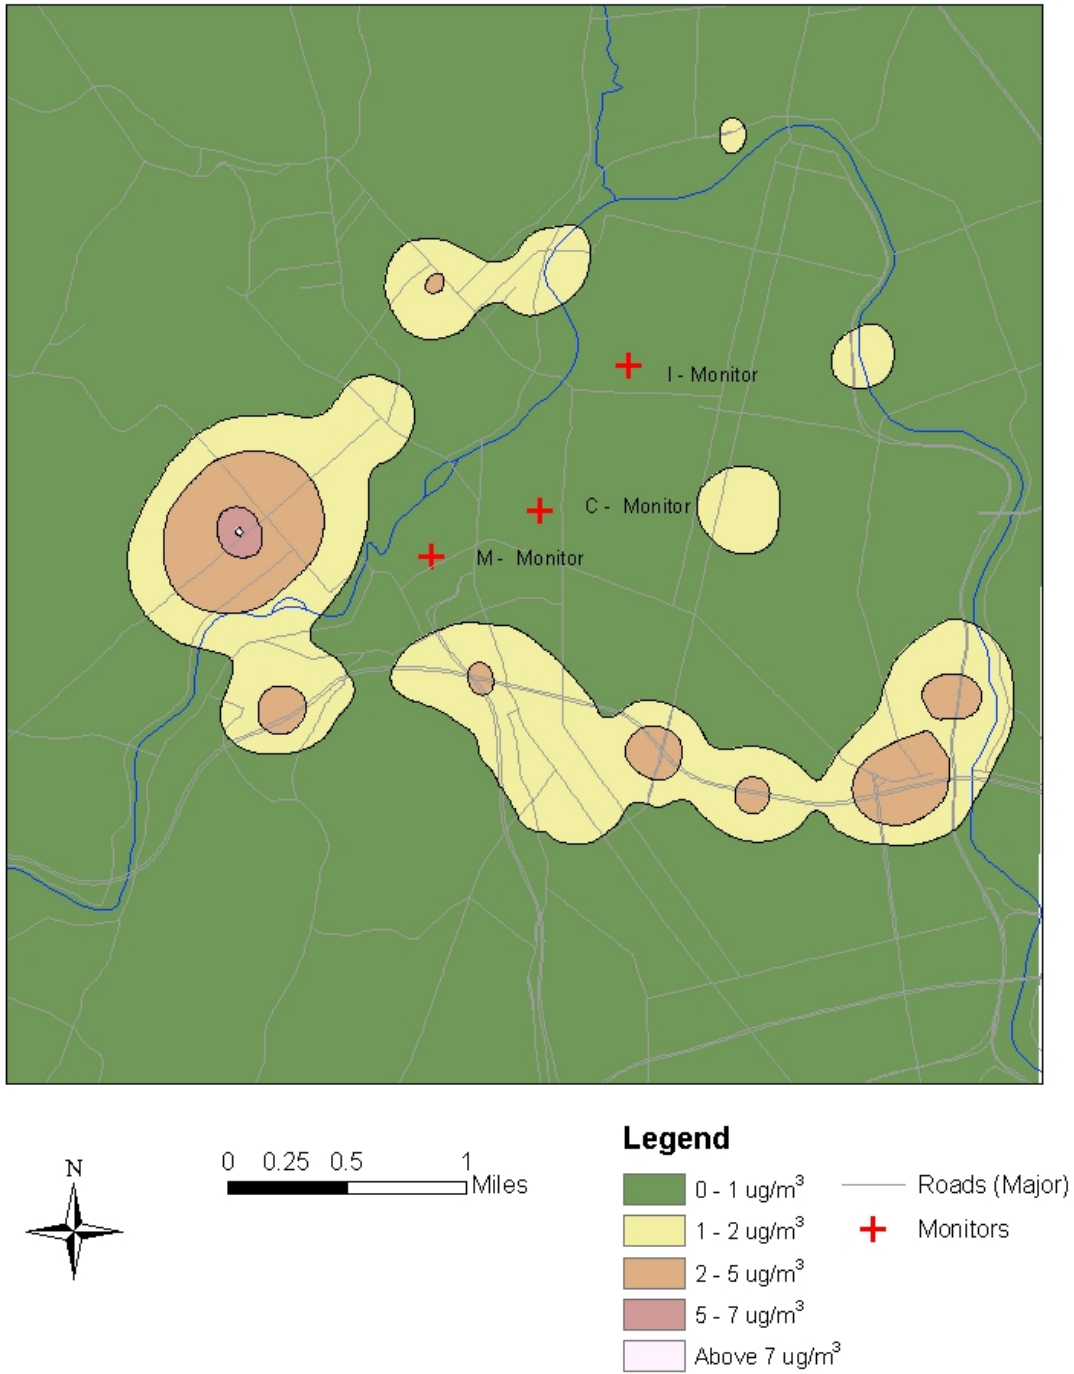 I - Monitor
C - Monitor
M - Monitor
N
0 0.25 0.5 1
Miles
Legend
0 - 1 ug/m³ Roads (Major)
1 - 2 ug/m³ Monitors
2 - 5 ug/m³
5 - 7 ug/m³
Above 7 ug/m³